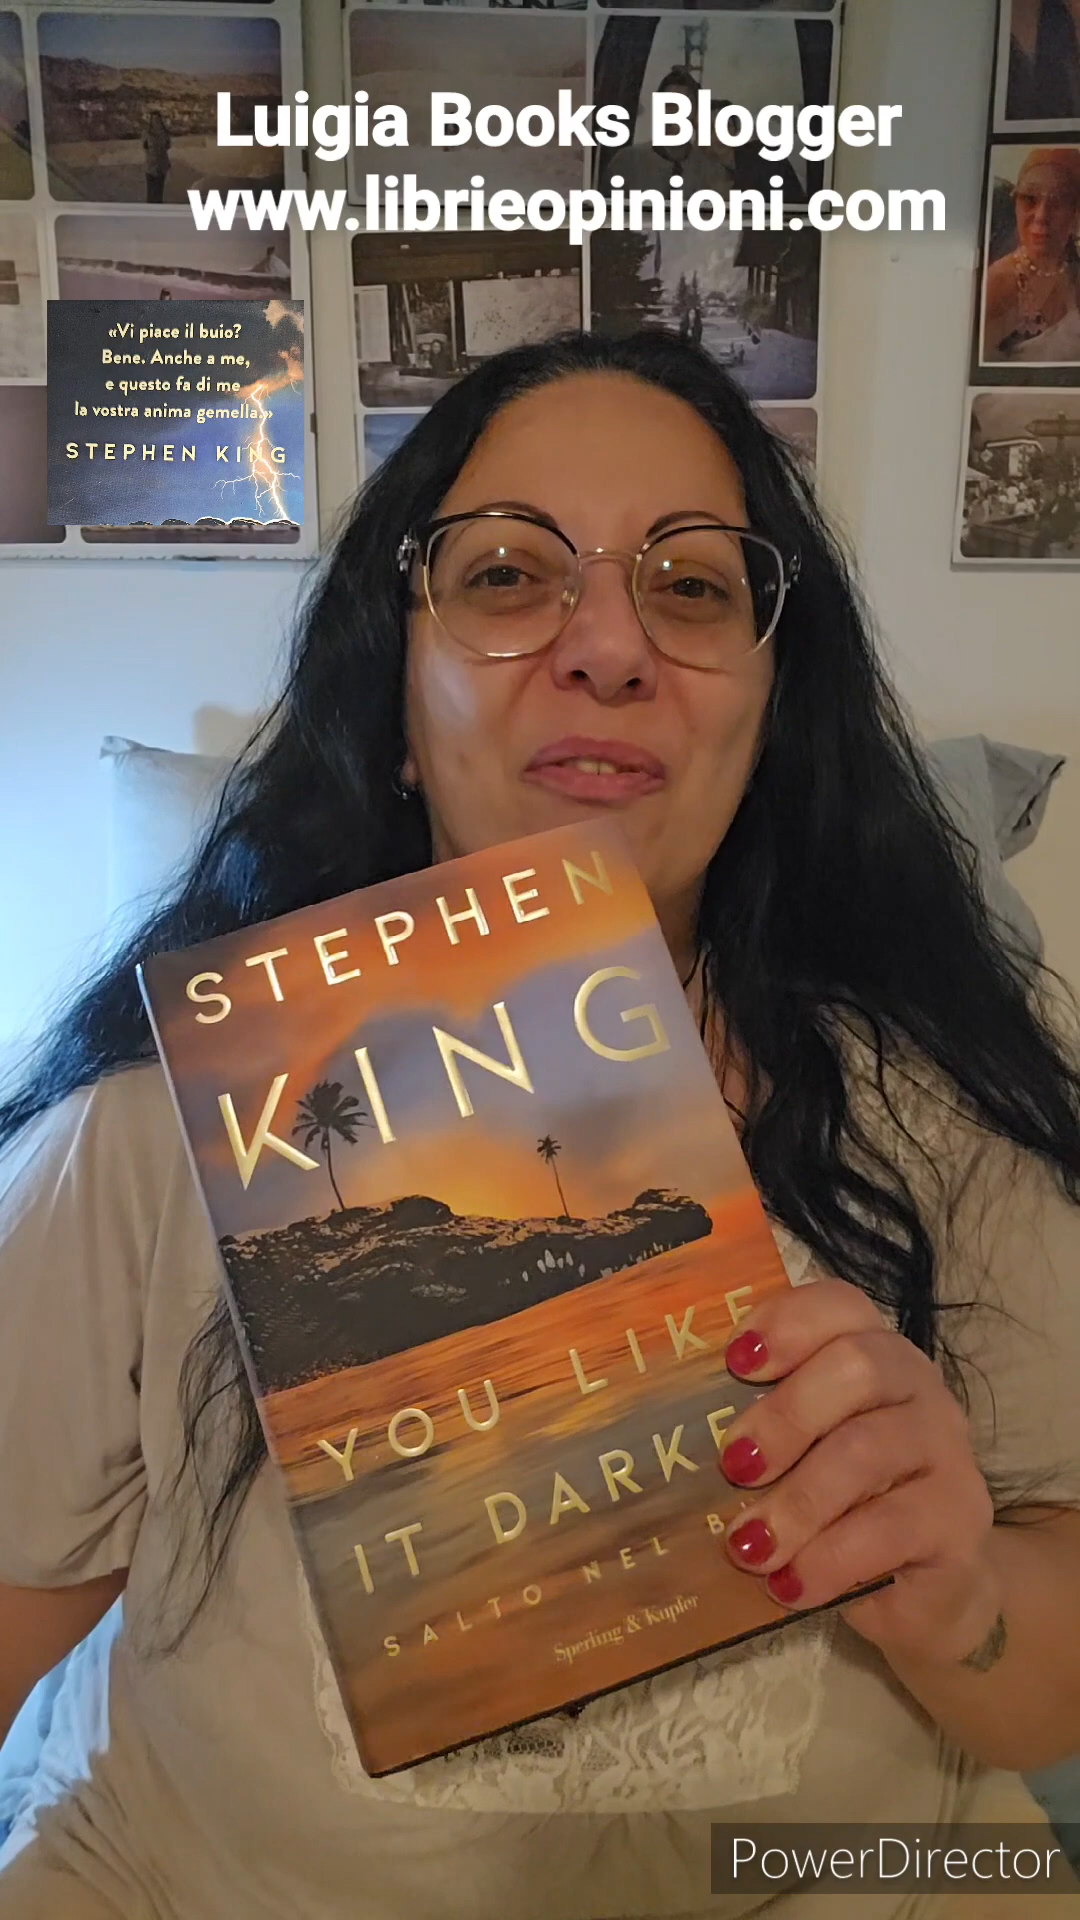 Luigia Books Blogger
www.librieopinioni.com
«Vi piace il buio?
Bene. Anche a me,
e questo fa di me
la vostra anima gemella.»
STEPHEN KING
STEPHEN
KING
YOU LIKE
IT DARKE
SALTO NEL
Sperling & Kupfer
PowerDirector